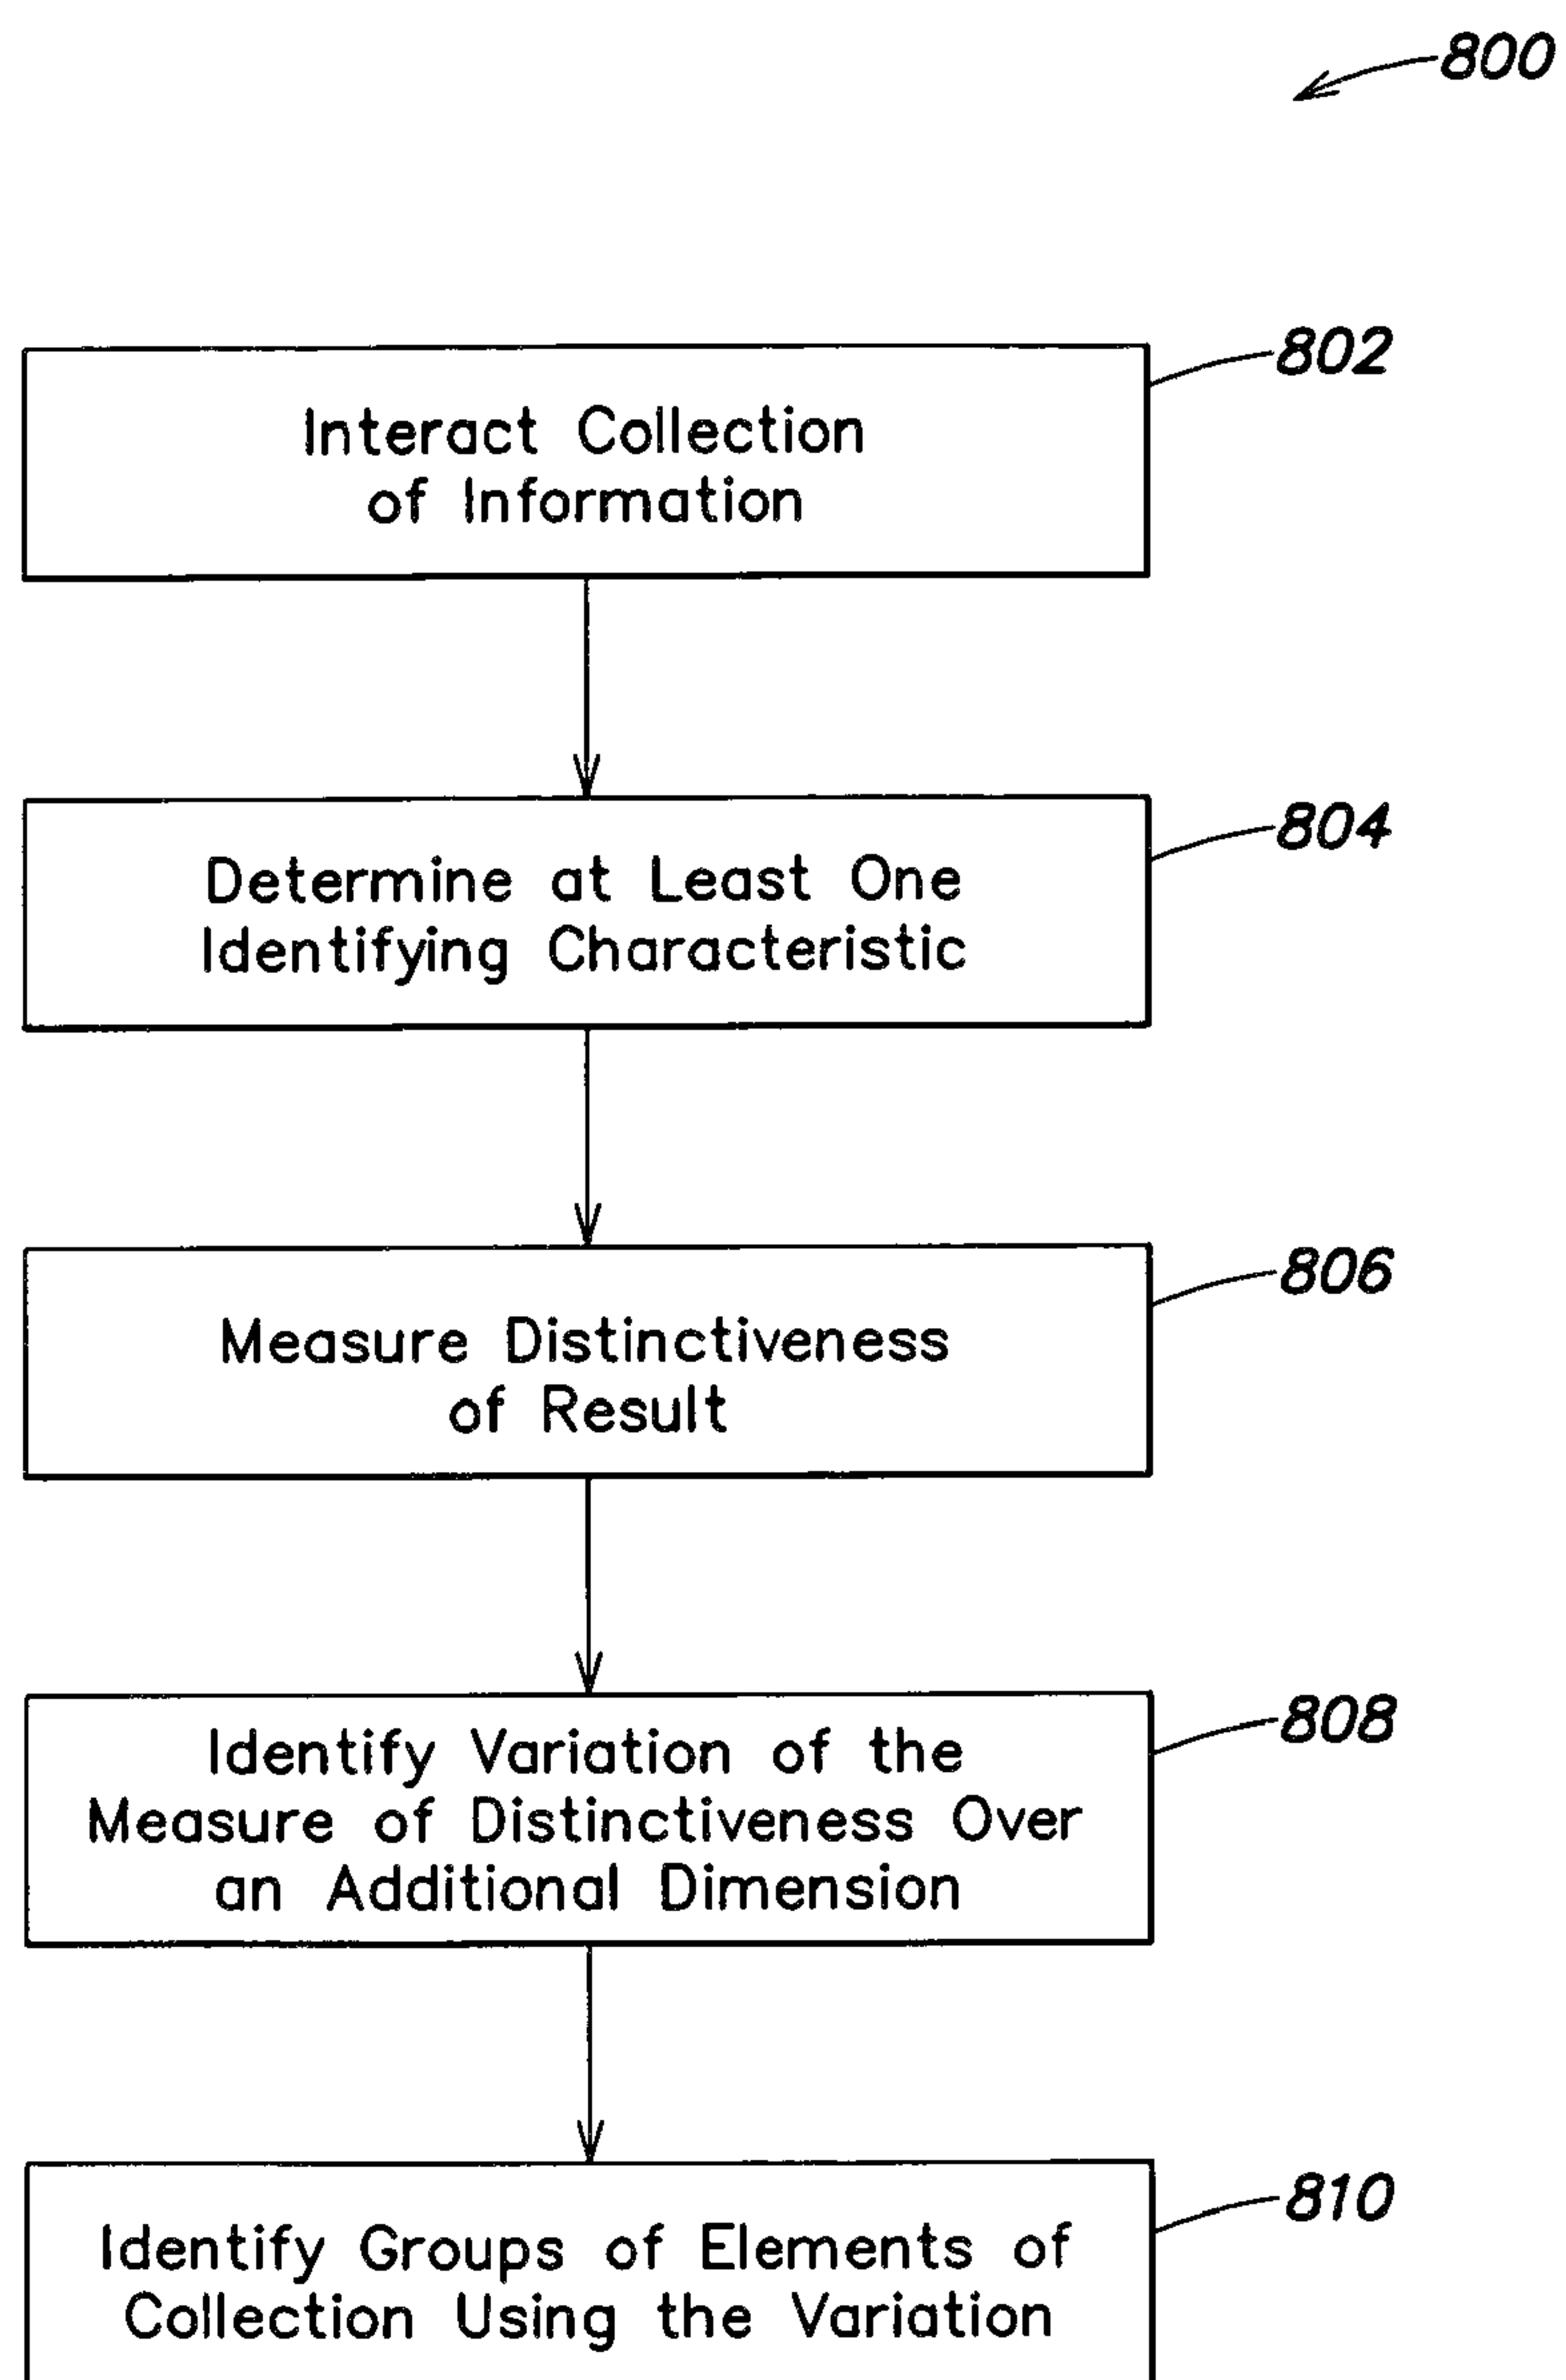 800
802
Interact Collection
of Information
804
Determine at Least One
Identifying Characteristic
806
Measure Distinctiveness
of Result
808
Identify Variation of the
Measure of Distinctiveness Over
an Additional Dimension
810
Identify Groups of Elements of
Collection Using the Variation